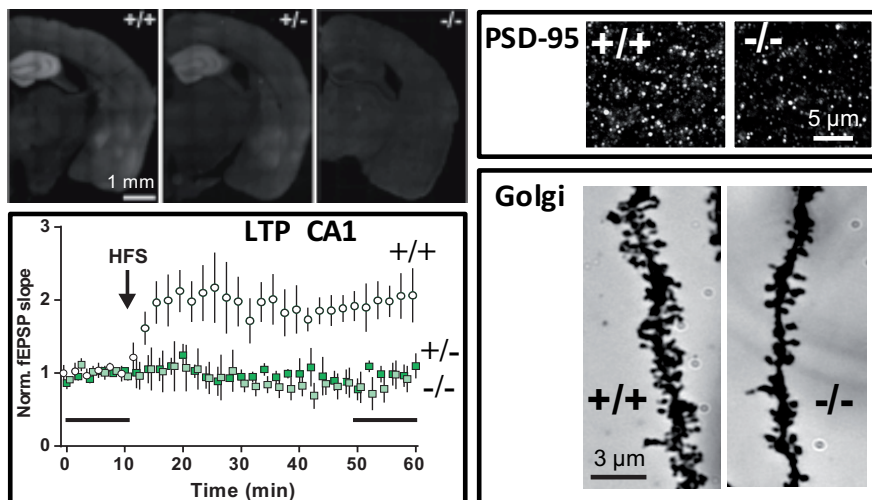 +/+ +/- -/-
1 mm
PSD-95 +/+ -/-
5 µm
LTP CA1
HFS
+/+
+/-
-/-
Norm. fEPSP slope
3
2
1
0
0 10 20 30 40 50 60
Time (min)
Golgi
+/+ -/-
3 µm